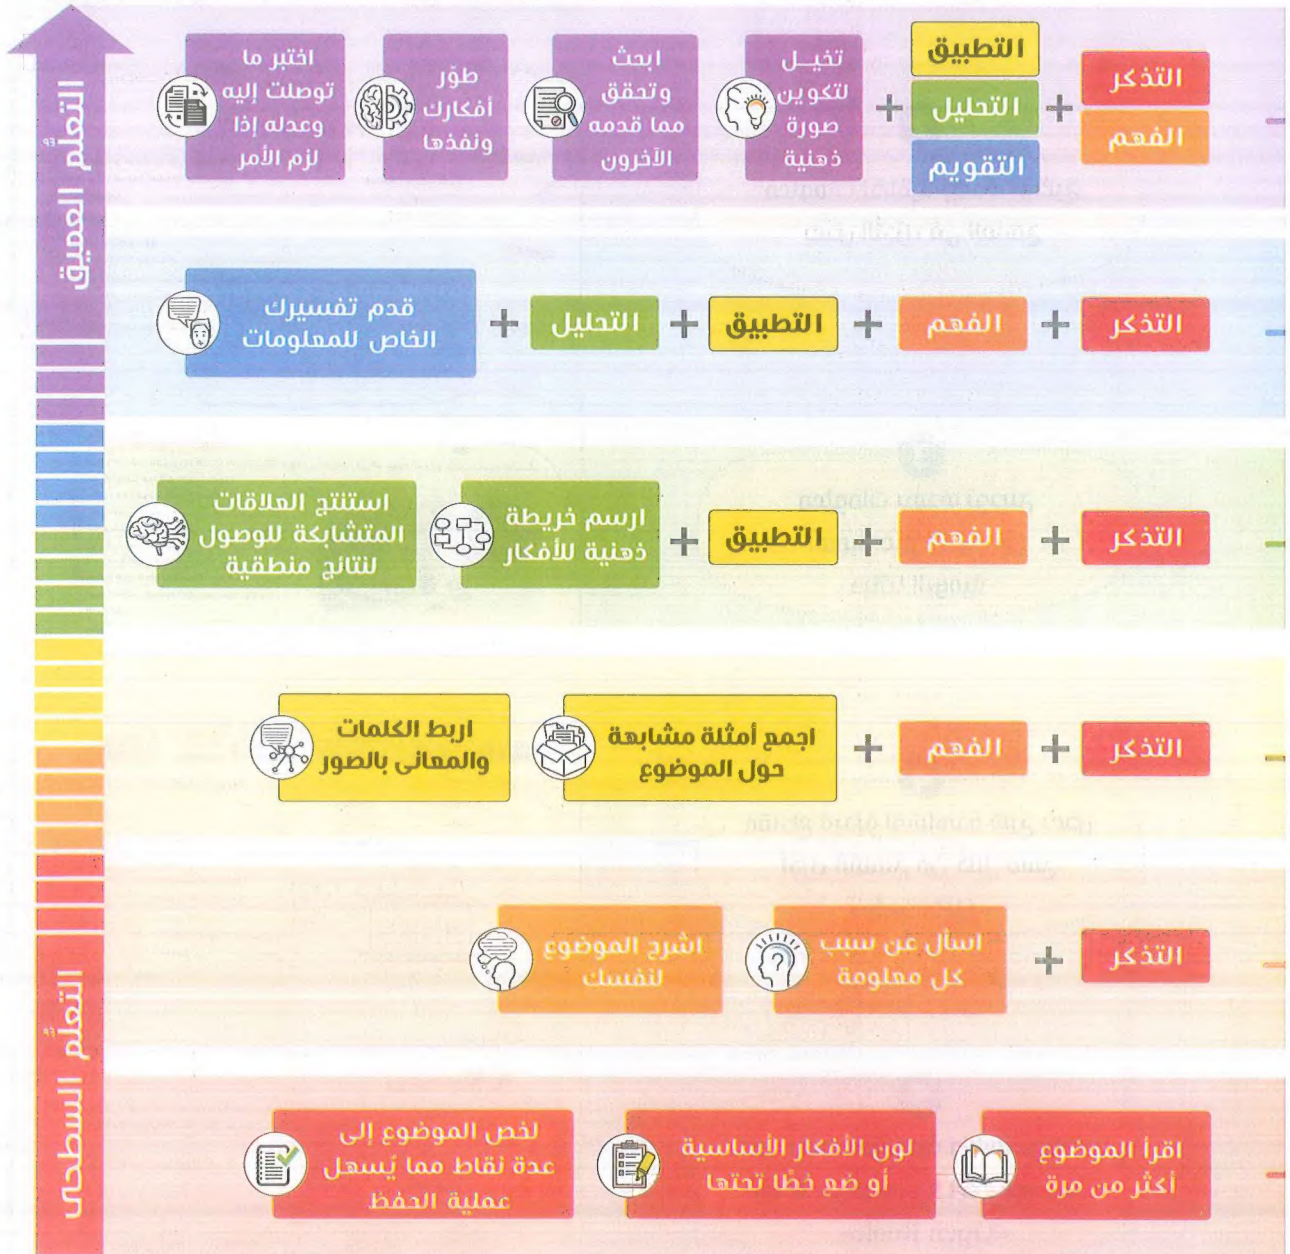 التذكر
الفهم
+
التطبيق
التحليل
التقويم
+
تخيــل
لتكوين
صورة
ذهنية
ابحث
وتحقق
مما قدمه
الآخرون
طوّر
أفكارك
ونفذها
اختبر ما
توصلت إليه
وعدله إذا
لزم الأمر
التعلُّم العميق
التذكر + الفهم + التطبيق + التحليل +
قدم تفسيرك
الخاص للمعلومات
التذكر + الفهم + التطبيق +
ارسم خريطة
ذهنية للأفكار
استنتج العلاقات
المتشابكة للوصول
لنتائج منطقية
التذكر + الفهم +
اجمع أمثلة مشابهة
حول الموضوع
اربط الكلمات
والمعانى بالصور
التذكر +
اسأل عن سبب
كل معلومة
اشرح الموضوع
لنفسك
التعلُّم السطحى
اقرأ الموضوع
أكثر من مرة
لون الأفكار الأساسية
أو ضع خطًا تحتها
لخص الموضوع إلى
عدة نقاط مما يُسهل
عملية الحفظ